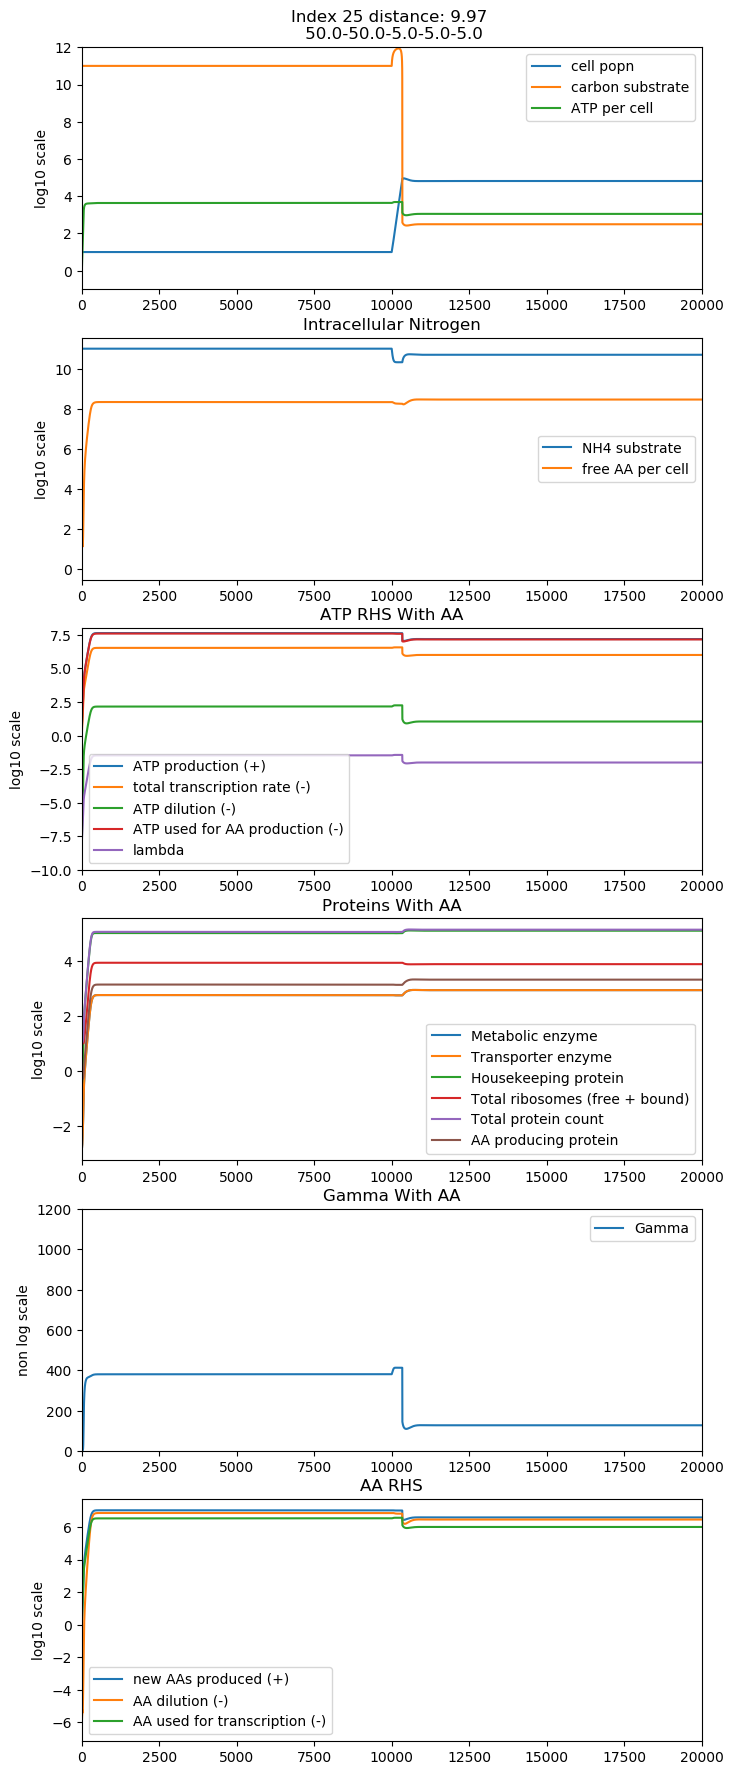 Index 25 distance: 9.97
50.0-50.0-5.0-5.0-5.0
12
10
8
6
4
2
0
log10 scale
cell popn
carbon substrate
ATP per cell
0 2500 5000 7500 10000 12500 15000 17500 20000
Intracellular Nitrogen
10
8
6
4
2
0
log10 scale
NH4 substrate
free AA per cell
0 2500 5000 7500 10000 12500 15000 17500 20000
ATP RHS With AA
7.5
5.0
2.5
0.0
−2.5
−5.0
−7.5
−10.0
log10 scale
ATP production (+)
total transcription rate (-)
ATP dilution (-)
ATP used for AA production (-)
lambda
0 2500 5000 7500 10000 12500 15000 17500 20000
Proteins With AA
4
2
0
−2
log10 scale
Metabolic enzyme
Transporter enzyme
Housekeeping protein
Total ribosomes (free + bound)
Total protein count
AA producing protein
0 2500 5000 7500 10000 12500 15000 17500 20000
Gamma With AA
1200
1000
800
600
400
200
0
non log scale
Gamma
0 2500 5000 7500 10000 12500 15000 17500 20000
AA RHS
6
4
2
0
−2
−4
−6
log10 scale
new AAs produced (+)
AA dilution (-)
AA used for transcription (-)
0 2500 5000 7500 10000 12500 15000 17500 20000